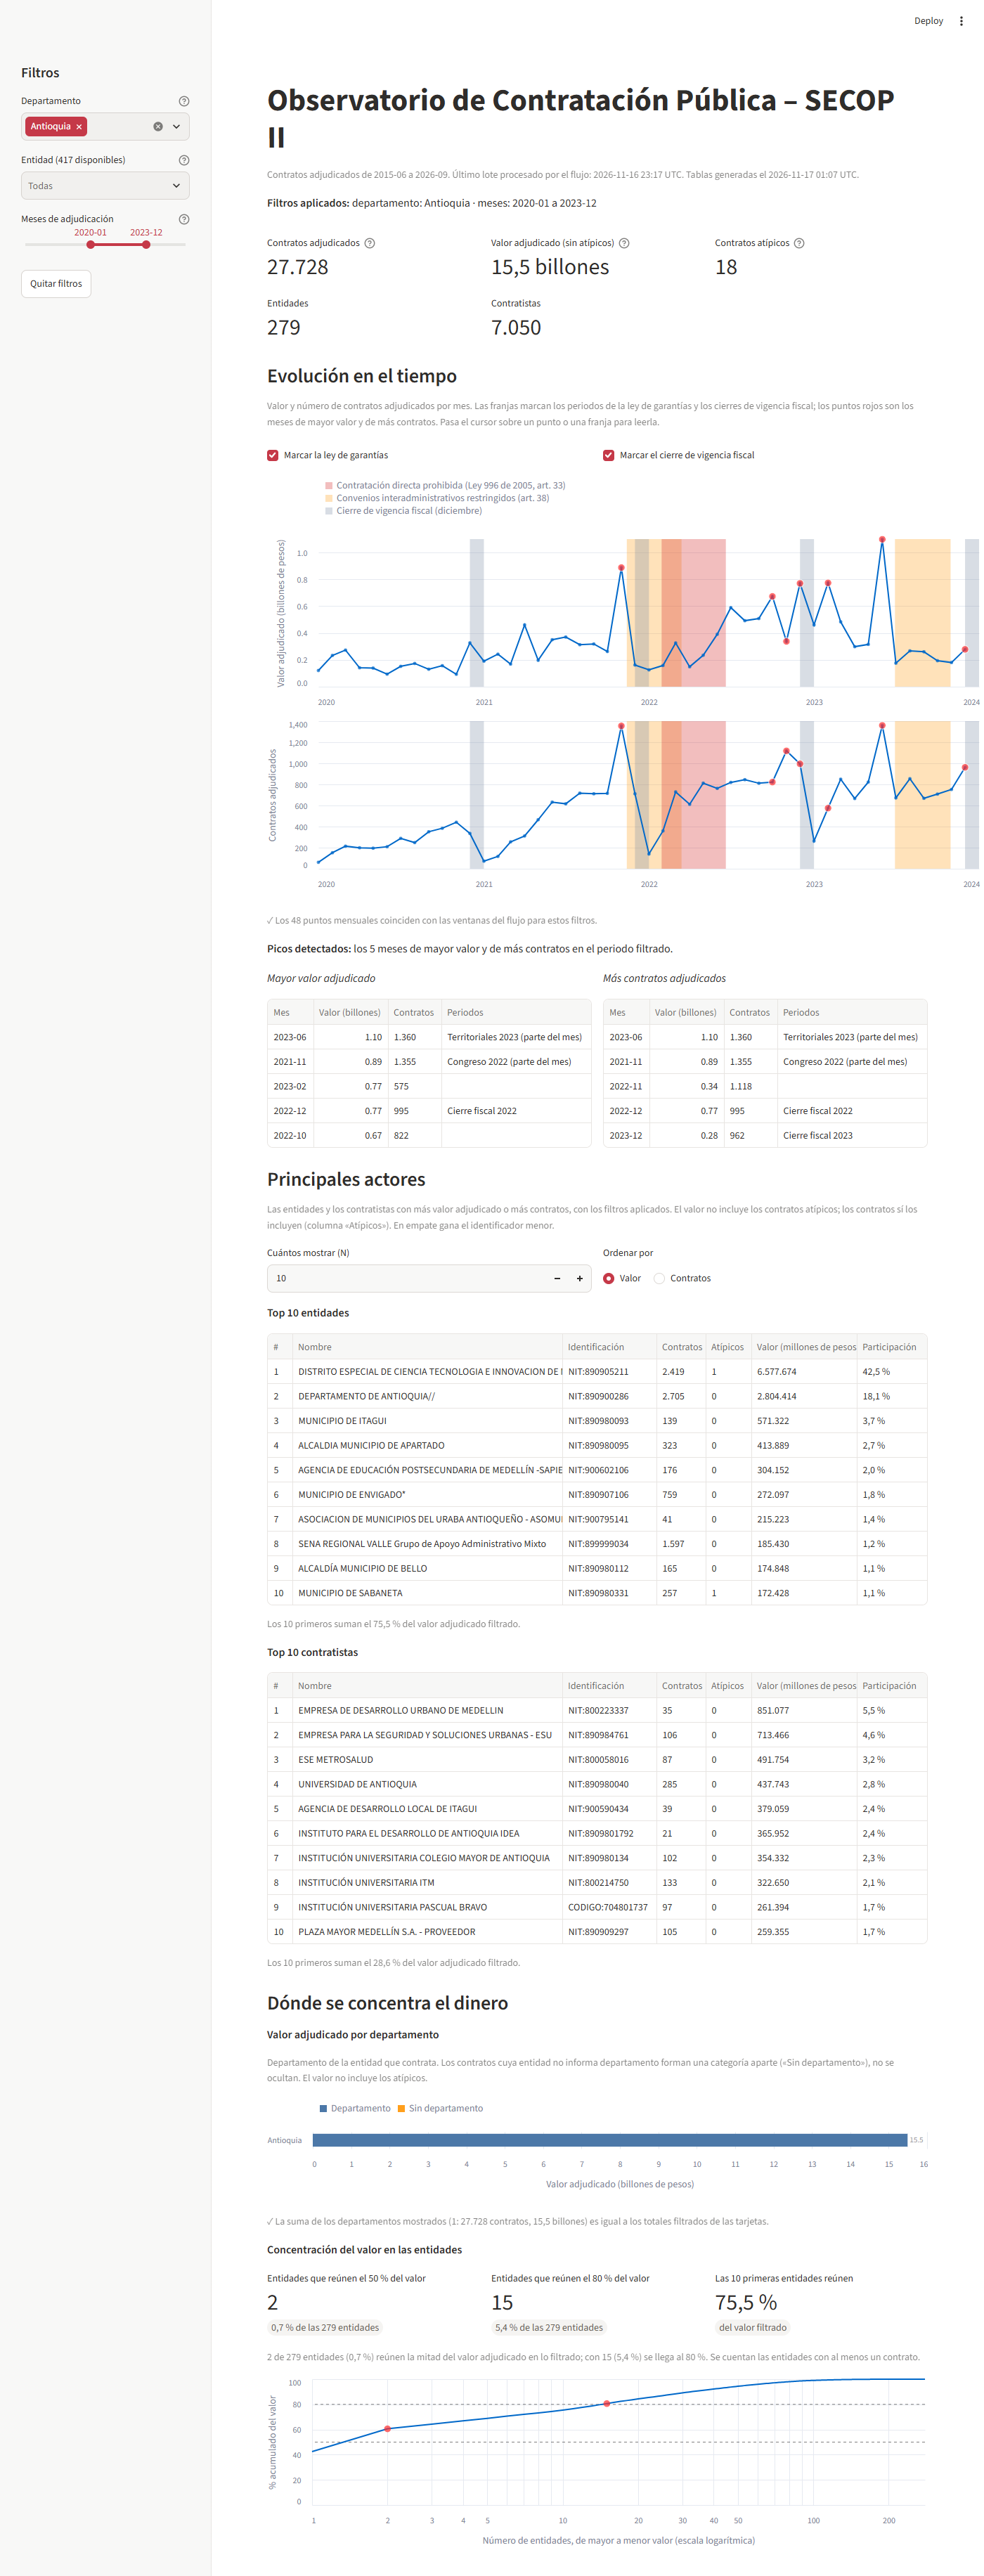 Deploy
Filtros
Departamento
Antioquia ×
Entidad (417 disponibles)
Todas
Meses de adjudicación
2020-01 2023-12
Quitar filtros
Observatorio de Contratación Pública – SECOP
II
Contratos adjudicados de 2015-06 a 2026-09. Último lote procesado por el flujo: 2026-11-16 23:17 UTC. Tablas generadas el 2026-11-17 01:07 UTC.
Filtros aplicados: departamento: Antioquia · meses: 2020-01 a 2023-12
Contratos adjudicados Valor adjudicado (sin atípicos) Contratos atípicos
27.728 15,5 billones 18
Entidades Contratistas
279 7.050
Evolución en el tiempo
Valor y número de contratos adjudicados por mes. Las franjas marcan los periodos de la ley de garantías y los cierres de vigencia fiscal; los puntos rojos son los
meses de mayor valor y de más contratos. Pasa el cursor sobre un punto o una franja para leerla.
Marcar la ley de garantías Marcar el cierre de vigencia fiscal
Contratación directa prohibida (Ley 996 de 2005, art. 33)
Convenios interadministrativos restringidos (art. 38)
Cierre de vigencia fiscal (diciembre)
Valor adjudicado (billones de pesos)
1.0
0.8
0.6
0.4
0.2
0.0
2020 2021 2022 2023 2024
Contratos adjudicados
1,400
1,200
1,000
800
600
400
200
0
2020 2021 2022 2023 2024
✓ Los 48 puntos mensuales coinciden con las ventanas del flujo para estos filtros.
Picos detectados: los 5 meses de mayor valor y de más contratos en el periodo filtrado.
Mayor valor adjudicado
Mes Valor (billones) Contratos Periodos
2023-06 1.10 1.360 Territoriales 2023 (parte del mes)
2021-11 0.89 1.355 Congreso 2022 (parte del mes)
2023-02 0.77 575
2022-12 0.77 995 Cierre fiscal 2022
2022-10 0.67 822
Más contratos adjudicados
Mes Valor (billones) Contratos Periodos
2023-06 1.10 1.360 Territoriales 2023 (parte del mes)
2021-11 0.89 1.355 Congreso 2022 (parte del mes)
2022-11 0.34 1.118
2022-12 0.77 995 Cierre fiscal 2022
2023-12 0.28 962 Cierre fiscal 2023
Principales actores
Las entidades y los contratistas con más valor adjudicado o más contratos, con los filtros aplicados. El valor no incluye los contratos atípicos; los contratos sí los
incluyen (columna «Atípicos»). En empate gana el identificador menor.
Cuántos mostrar (N) Ordenar por
10 − + Valor Contratos
Top 10 entidades
# Nombre Identificación Contratos Atípicos Valor (millones de pesos Participación
1 DISTRITO ESPECIAL DE CIENCIA TECNOLOGIA E INNOVACION DE NIT:890905211 2.419 1 6.577.674 42,5 %
2 DEPARTAMENTO DE ANTIOQUIA// NIT:890900286 2.705 0 2.804.414 18,1 %
3 MUNICIPIO DE ITAGUI NIT:890980093 139 0 571.322 3,7 %
4 ALCALDIA MUNICIPIO DE APARTADO NIT:890980095 323 0 413.889 2,7 %
5 AGENCIA DE EDUCACIÓN POSTSECUNDARIA DE MEDELLÍN -SAPIE NIT:900602106 176 0 304.152 2,0 %
6 MUNICIPIO DE ENVIGADO* NIT:890907106 759 0 272.097 1,8 %
7 ASOCIACION DE MUNICIPIOS DEL URABA ANTIOQUEÑO - ASOMU NIT:900795141 41 0 215.223 1,4 %
8 SENA REGIONAL VALLE Grupo de Apoyo Administrativo Mixto NIT:899999034 1.597 0 185.430 1,2 %
9 ALCALDÍA MUNICIPIO DE BELLO NIT:890980112 165 0 174.848 1,1 %
10 MUNICIPIO DE SABANETA NIT:890980331 257 1 172.428 1,1 %
Los 10 primeros suman el 75,5 % del valor adjudicado filtrado.
Top 10 contratistas
# Nombre Identificación Contratos Atípicos Valor (millones de pesos Participación
1 EMPRESA DE DESARROLLO URBANO DE MEDELLIN NIT:800223337 35 0 851.077 5,5 %
2 EMPRESA PARA LA SEGURIDAD Y SOLUCIONES URBANAS - ESU NIT:890984761 106 0 713.466 4,6 %
3 ESE METROSALUD NIT:800058016 87 0 491.754 3,2 %
4 UNIVERSIDAD DE ANTIOQUIA NIT:890980040 285 0 437.743 2,8 %
5 AGENCIA DE DESARROLLO LOCAL DE ITAGUI NIT:900590434 39 0 379.059 2,4 %
6 INSTITUTO PARA EL DESARROLLO DE ANTIOQUIA IDEA NIT:8909801792 21 0 365.952 2,4 %
7 INSTITUCIÓN UNIVERSITARIA COLEGIO MAYOR DE ANTIOQUIA NIT:890980134 102 0 354.332 2,3 %
8 INSTITUCIÓN UNIVERSITARIA ITM NIT:800214750 133 0 322.650 2,1 %
9 INSTITUCIÓN UNIVERSITARIA PASCUAL BRAVO CODIGO:704801737 97 0 261.394 1,7 %
10 PLAZA MAYOR MEDELLÍN S.A. - PROVEEDOR NIT:890909297 105 0 259.355 1,7 %
Los 10 primeros suman el 28,6 % del valor adjudicado filtrado.
Dónde se concentra el dinero
Valor adjudicado por departamento
Departamento de la entidad que contrata. Los contratos cuya entidad no informa departamento forman una categoría aparte («Sin departamento»), no se
ocultan. El valor no incluye los atípicos.
Departamento Sin departamento
Antioquia 15.5
0 1 2 3 4 5 6 7 8 9 10 11 12 13 14 15 16
Valor adjudicado (billones de pesos)
✓ La suma de los departamentos mostrados (1: 27.728 contratos, 15,5 billones) es igual a los totales filtrados de las tarjetas.
Concentración del valor en las entidades
Entidades que reúnen el 50 % del valor Entidades que reúnen el 80 % del valor Las 10 primeras entidades reúnen
2 15 75,5 %
0,7 % de las 279 entidades 5,4 % de las 279 entidades del valor filtrado
2 de 279 entidades (0,7 %) reúnen la mitad del valor adjudicado en lo filtrado; con 15 (5,4 %) se llega al 80 %. Se cuentan las entidades con al menos un contrato.
% acumulado del valor
100
80
60
40
20
0
1 2 3 4 5 10 20 30 40 50 100 200
Número de entidades, de mayor a menor valor (escala logarítmica)